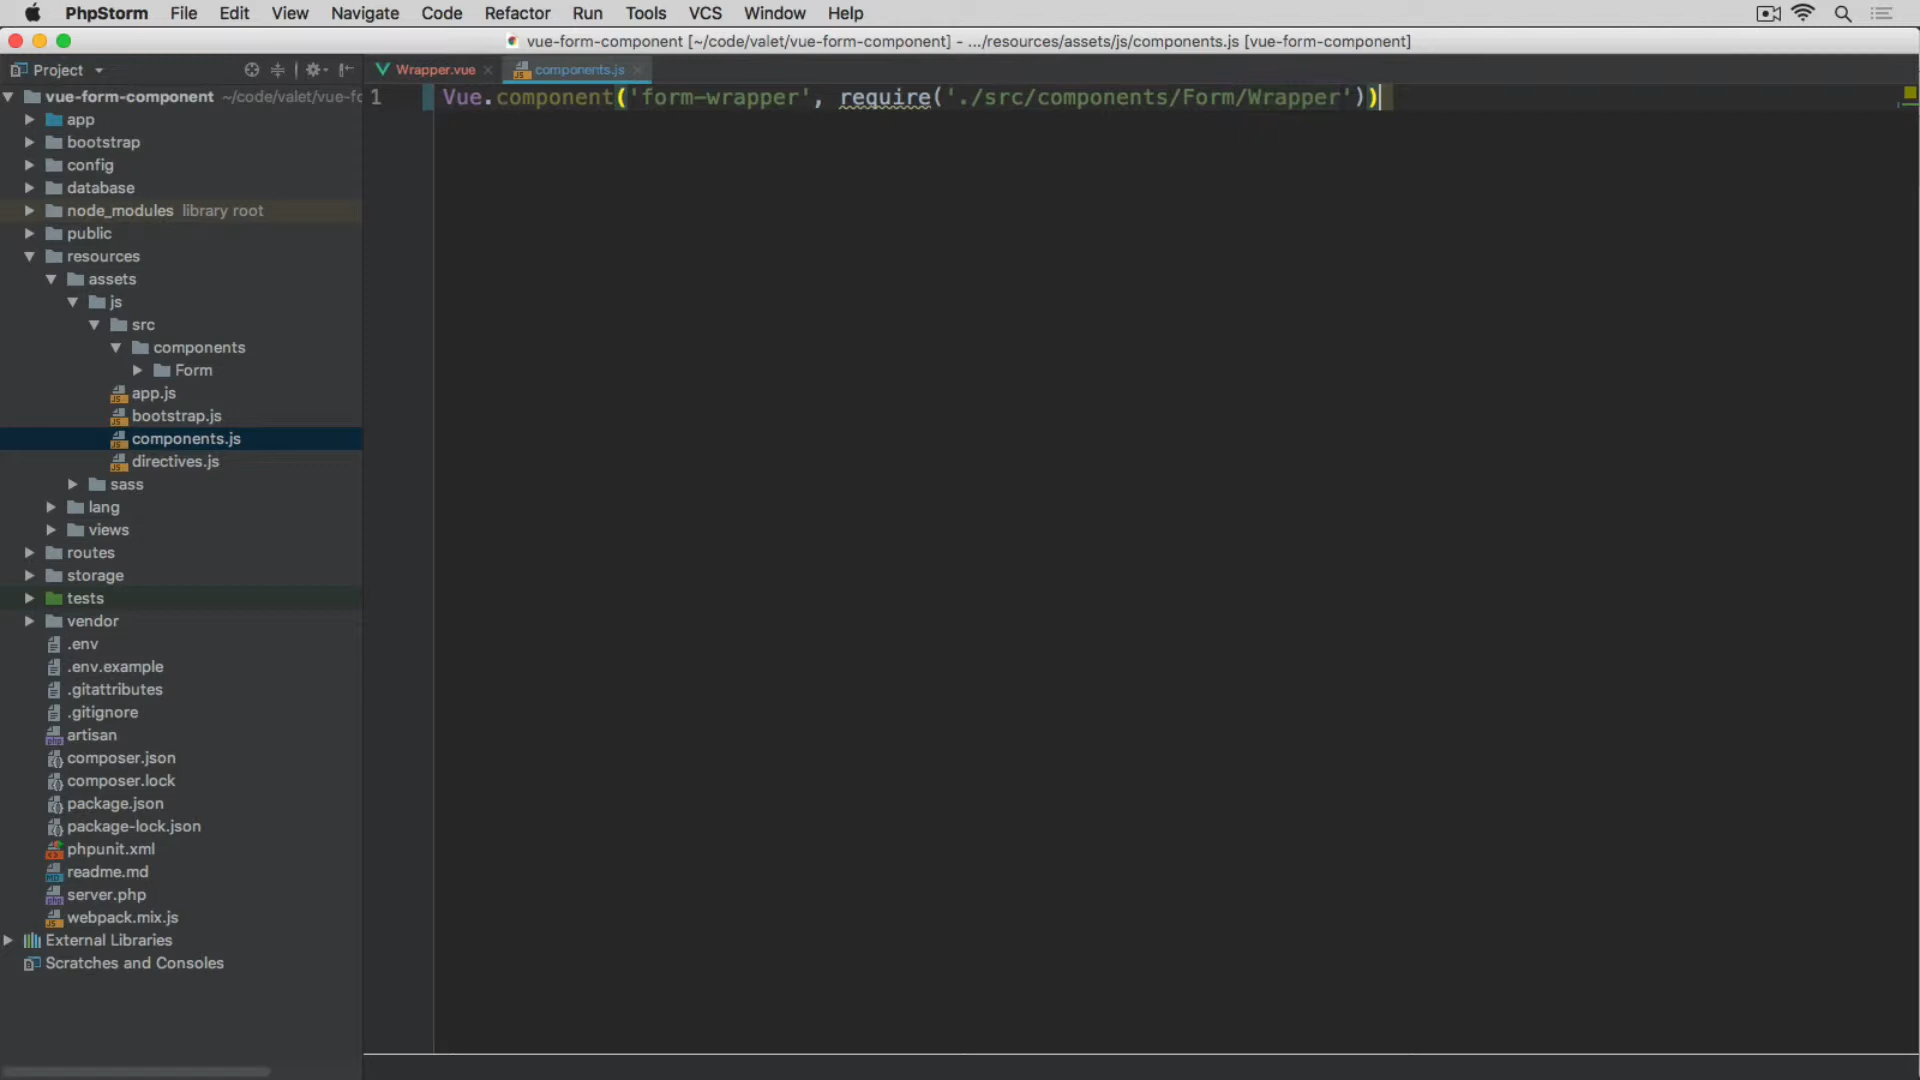 PhpStorm File Edit View Navigate Code Refactor Run Tools VCS Window Help
vue-form-component [~/code/valet/vue-form-component] - .../resources/assets/js/components.js [vue-form-component]
Project
Wrapper.vue components.js
vue-form-component ~/code/valet/vue-fo
1 Vue.component('form-wrapper', require('./src/components/Form/Wrapper'))
app
bootstrap
config
database
node_modules library root
public
resources
assets
js
src
components
Form
app.js
bootstrap.js
components.js
directives.js
sass
lang
views
routes
storage
tests
vendor
.env
.env.example
.gitattributes
.gitignore
artisan
composer.json
composer.lock
package.json
package-lock.json
phpunit.xml
readme.md
server.php
webpack.mix.js
External Libraries
Scratches and Consoles